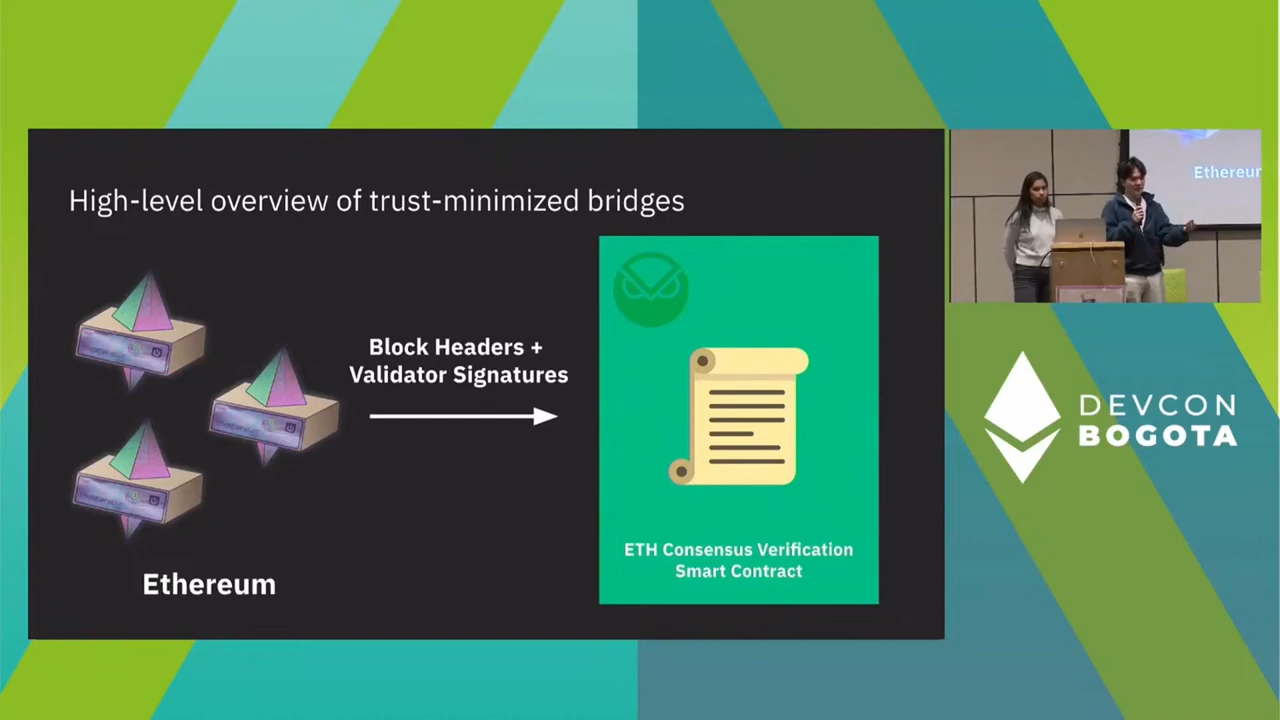 High-level overview of trust-minimized bridges
Block Headers +
Validator Signatures
Ethereum
ETH Consensus Verification
Smart Contract
DEVCON
BOGOTA